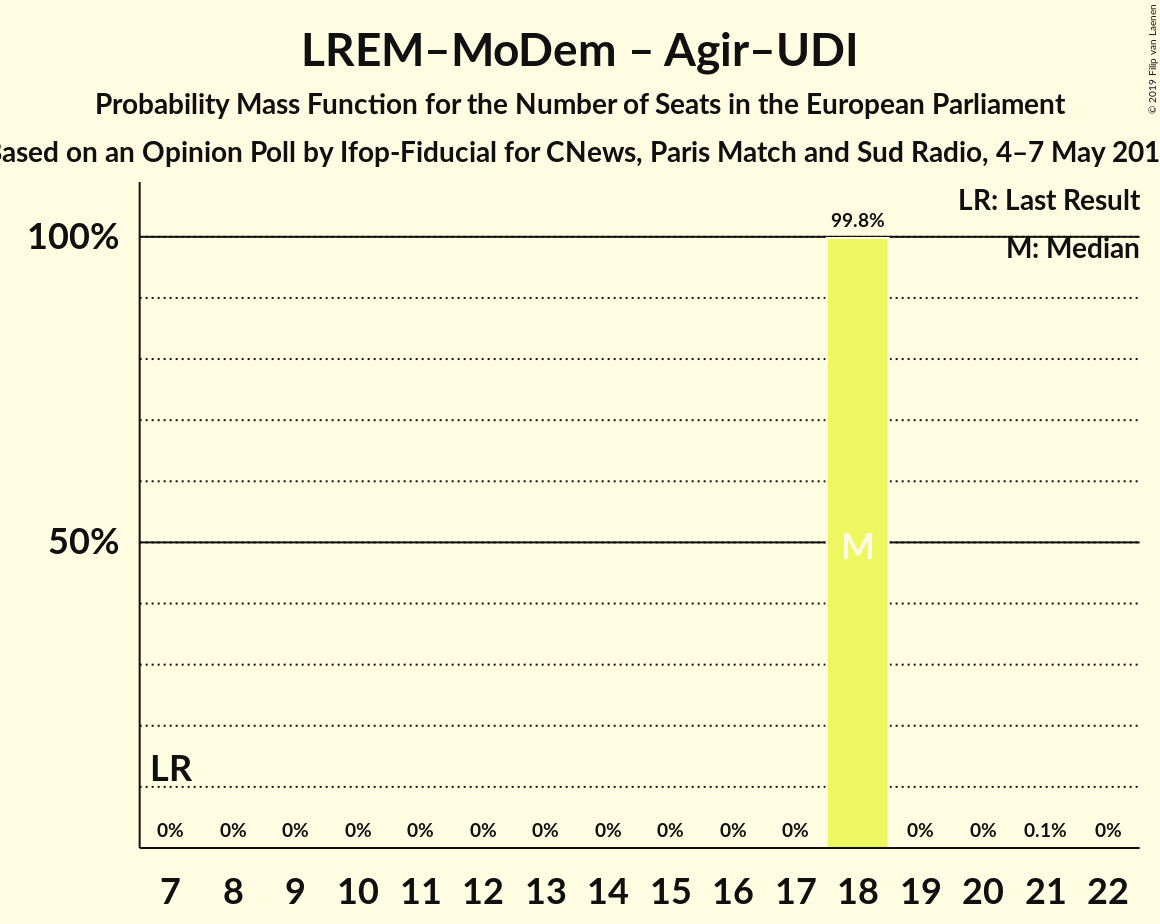 LREM–MoDem – Agir–UDI
Probability Mass Function for the Number of Seats in the European Parliament
Based on an Opinion Poll by Ifop-Fiducial for CNews, Paris Match and Sud Radio, 4–7 May 201
© 2019 Filip van Laenen
LR: Last Result
M: Median
100%
50%
99.8%
M
LR
0% 0% 0% 0% 0% 0% 0% 0% 0% 0% 0% 0% 0% 0.1% 0%
7 8 9 10 11 12 13 14 15 16 17 18 19 20 21 22